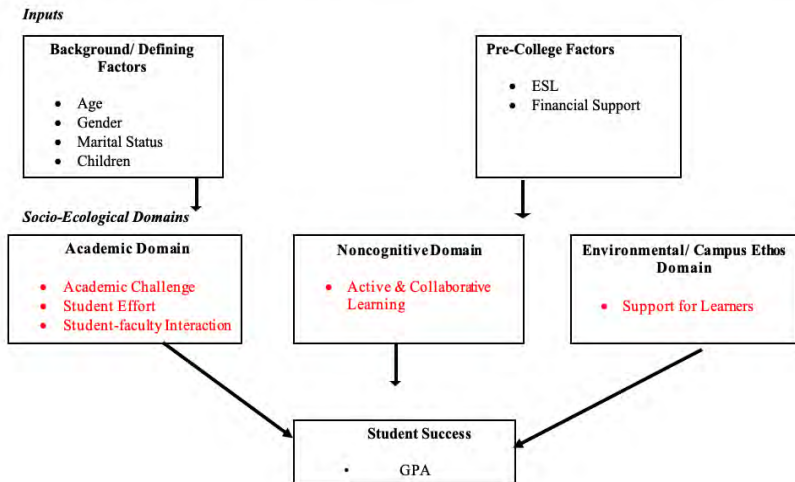 Inputs
Background/ Defining
Factors
• Age
• Gender
• Marital Status
• Children
Pre-College Factors
• ESL
• Financial Support
Socio-Ecological Domains
Academic Domain
• Academic Challenge
• Student Effort
• Student-faculty Interaction
Noncognitive Domain
• Active & Collaborative
Learning
Environmental/ Campus Ethos
Domain
• Support for Learners
Student Success
• GPA